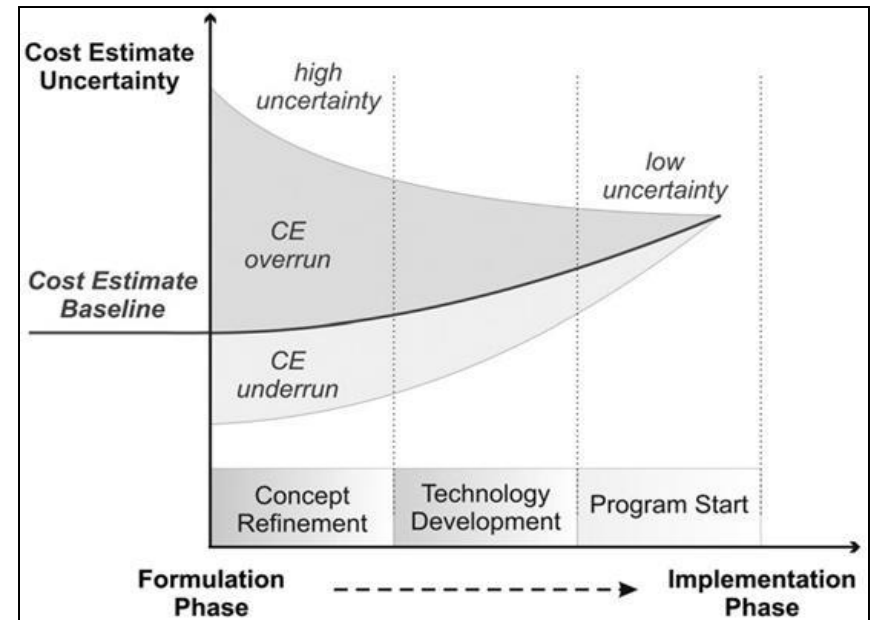 Cost Estimate
Uncertainty
high
uncertainty
low
uncertainty
CE
overrun
Cost Estimate
Baseline
CE
underrun
Concept
Refinement
Technology
Development
Program Start
Formulation
Phase
Implementation
Phase